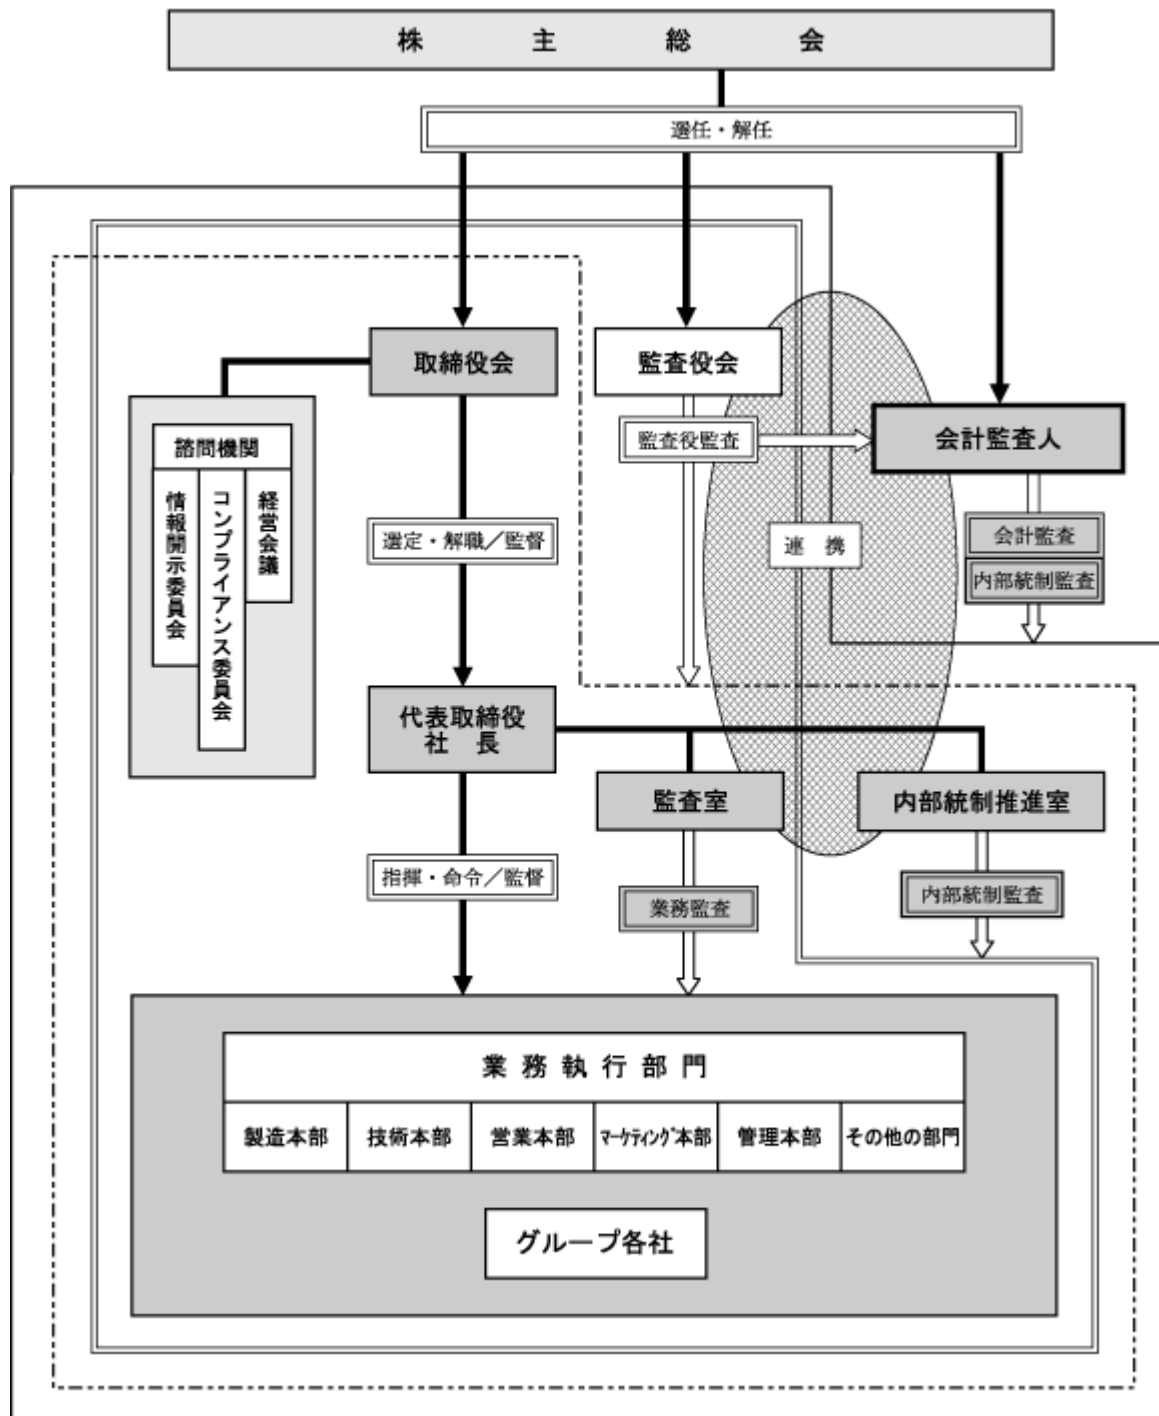 株主総会
選任・解任
取締役会
監査役会
会計監査人
監査役監査
諮問機関
情報開示委員会
コンプライアンス委員会
経営会議
選定・解職／監督
連携
会計監査
内部統制監査
代表取締役
社長
監査室
内部統制推進室
指揮・命令／監督
業務監査
内部統制監査
業務執行部門
製造本部
技術本部
営業本部
ﾏｰｹﾃｨﾝｸﾞ本部
管理本部
その他の部門
グループ各社